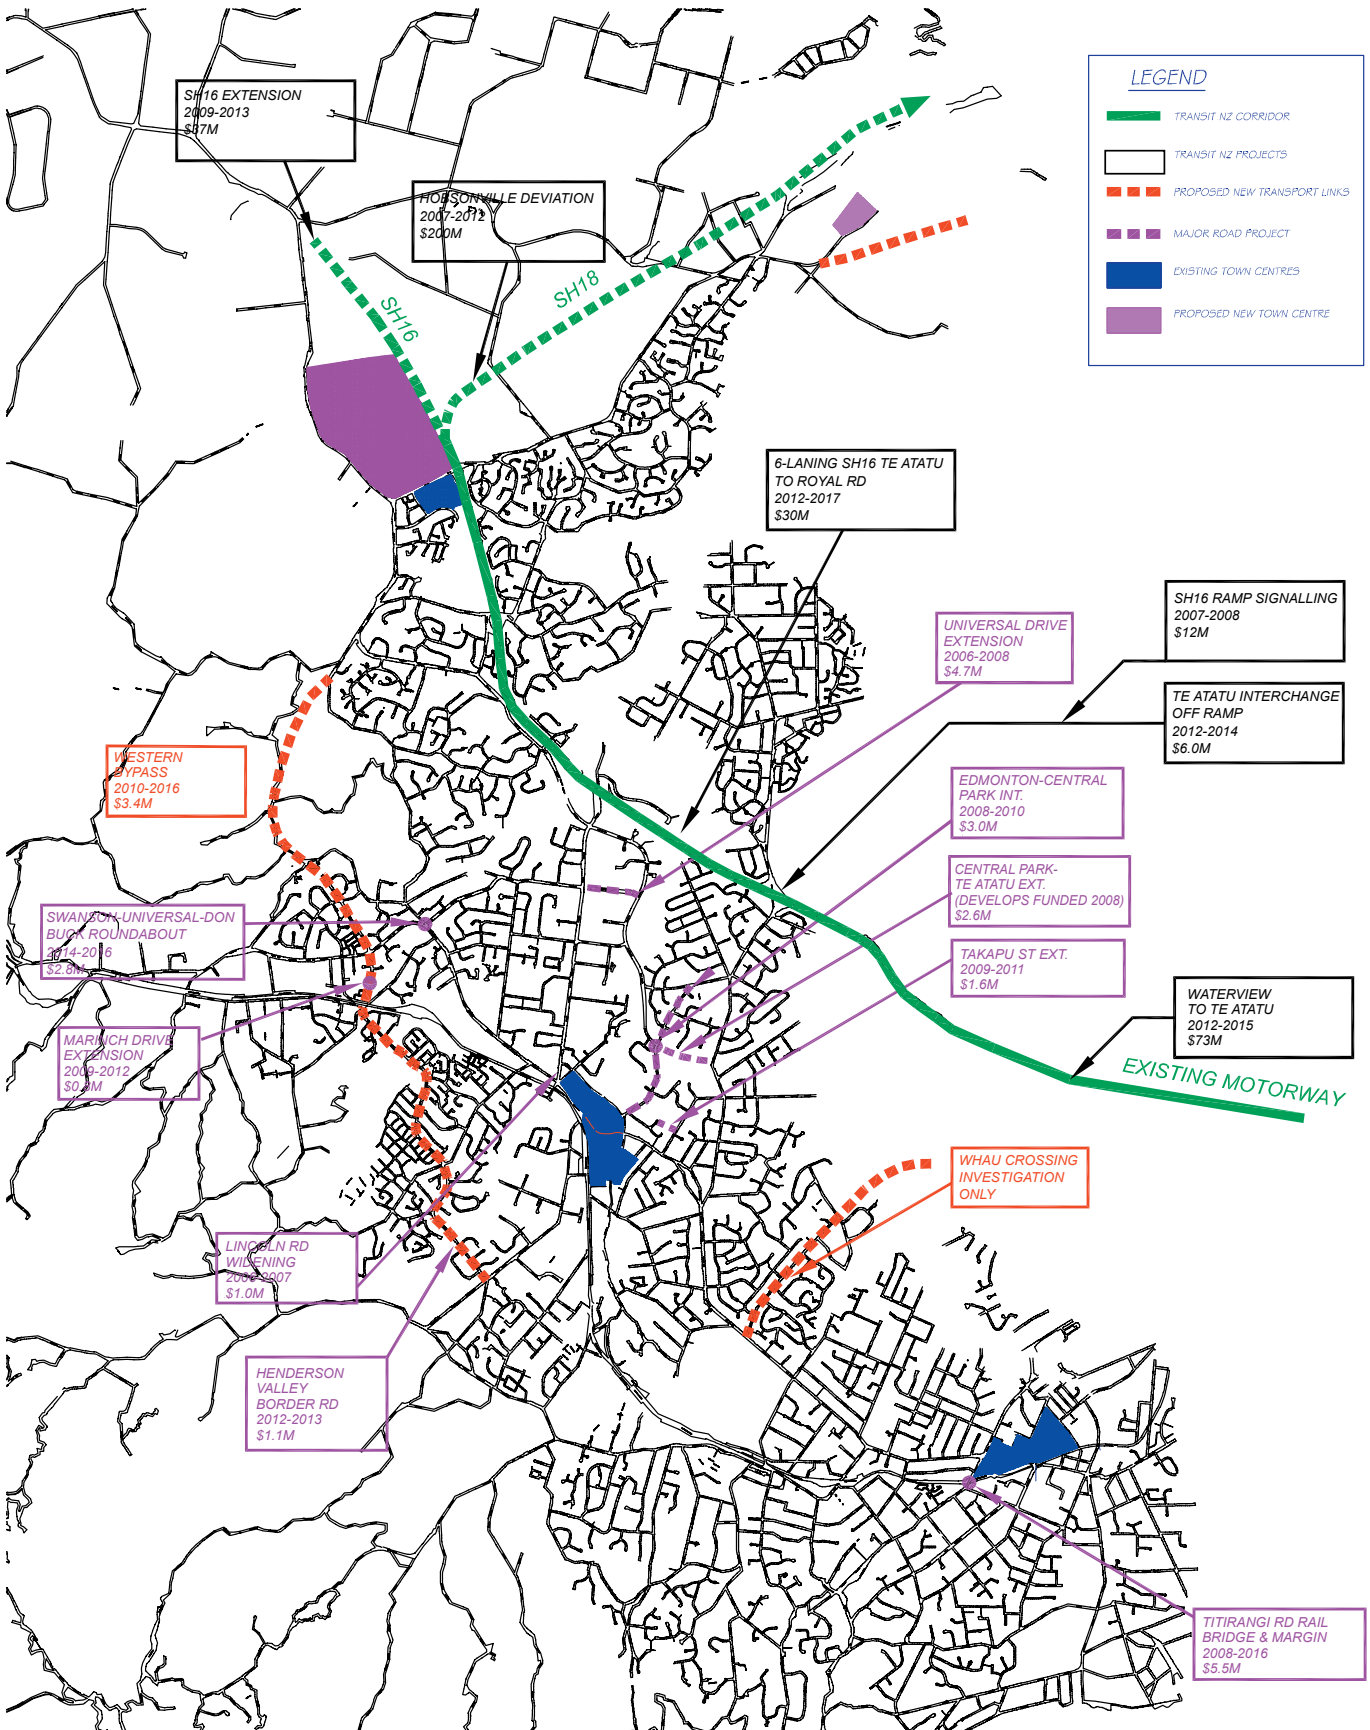 LEGEND
TRANSIT NZ CORRIDOR
TRANSIT NZ PROJECTS
PROPOSED NEW TRANSPORT LINKS
MAJOR ROAD PROJECT
EXISTING TOWN CENTRES
PROPOSED NEW TOWN CENTRE
SH16 EXTENSION
2009-2013
$37M
HOBSONVILLE DEVIATION
2007-2012
$200M
SH16
SH18
6-LANING SH16 TE ATATU
TO ROYAL RD
2012-2017
$30M
SH16 RAMP SIGNALLING
2007-2008
$12M
UNIVERSAL DRIVE
EXTENSION
2006-2008
$4.7M
TE ATATU INTERCHANGE
OFF RAMP
2012-2014
$6.0M
WESTERN
BYPASS
2010-2016
$3.4M
EDMONTON-CENTRAL
PARK INT.
2008-2010
$3.0M
CENTRAL PARK-
TE ATATU EXT.
(DEVELOPS FUNDED 2008)
$2.6M
SWANSON-UNIVERSAL-DON
BUCK ROUNDABOUT
2014-2016
$2.8M
TAKAPU ST EXT.
2009-2011
$1.6M
WATERVIEW
TO TE ATATU
2012-2015
$73M
MARINICH DRIVE
EXTENSION
2009-2012
EXISTING MOTORWAY
WHAU CROSSING
INVESTIGATION
ONLY
LINCOLN RD
WIDENING
2006-2007
$1.0M
HENDERSON
VALLEY
BORDER RD
2012-2013
$1.1M
TITIRANGI RD RAIL
BRIDGE & MARGIN
2008-2016
$5.5M